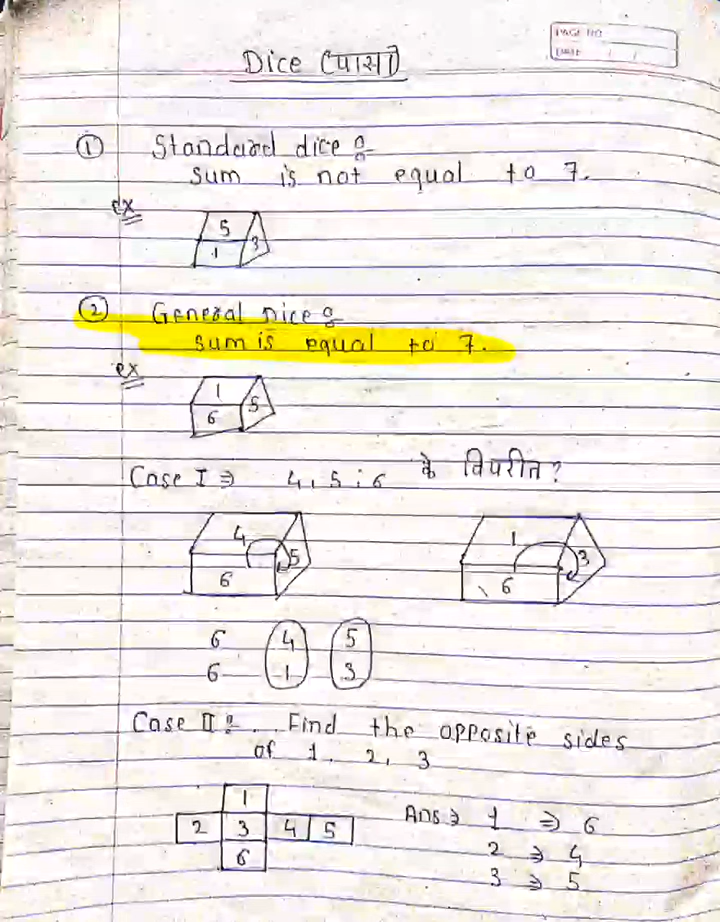 PAGE NO
DATE / /
Dice (पासा)
① Standard dice :
sum is not equal to 7.
ex
5
1 3
② General Dice :
sum is equal to 7.
ex
1
6 5
Case I ⇒ 4, 5, 6 के विपरीत ?
4 1
5 3
6 6
6 4 5
6 1 3
Case II : Find the opposite sides
of 1, 2, 3
1
2 3 4 5
6
Ans ⇒ 1 ⇒ 6
2 ⇒ 4
3 ⇒ 5